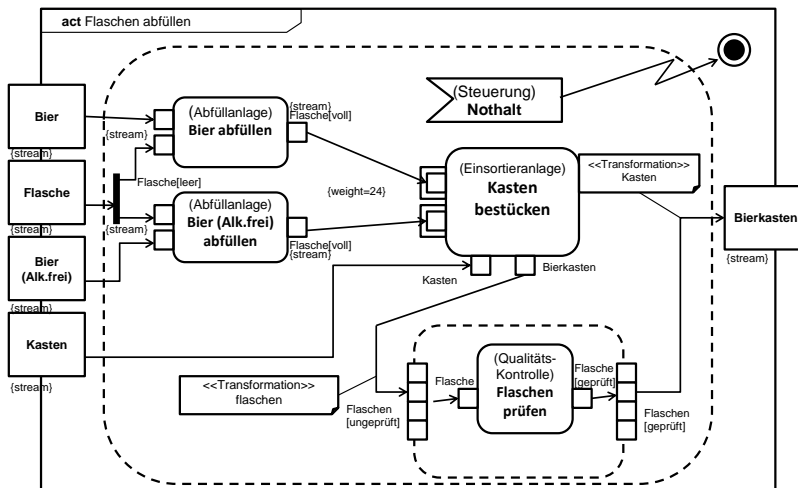 act Flaschen abfüllen
Bier
{stream}
Flasche
{stream}
Bier
(Alk.frei)
{stream}
Kasten
{stream}
(Abfüllanlage)
Bier abfüllen
{stream}
Flasche[voll]
{stream}
Flasche[leer]
{stream}
(Abfüllanlage)
Bier (Alk.frei)
abfüllen
Flasche[voll]
{stream}
{weight=24}
(Steuerung)
Nothalt
(Einsortieranlage)
Kasten
bestücken
<<Transformation>>
Kasten
Bierkasten
{stream}
Kasten
Bierkasten
<<Transformation>>
flaschen
Flaschen
[ungeprüft]
Flasche
(Qualitäts-
Kontrolle)
Flaschen
prüfen
Flasche
[geprüft]
Flaschen
[geprüft]